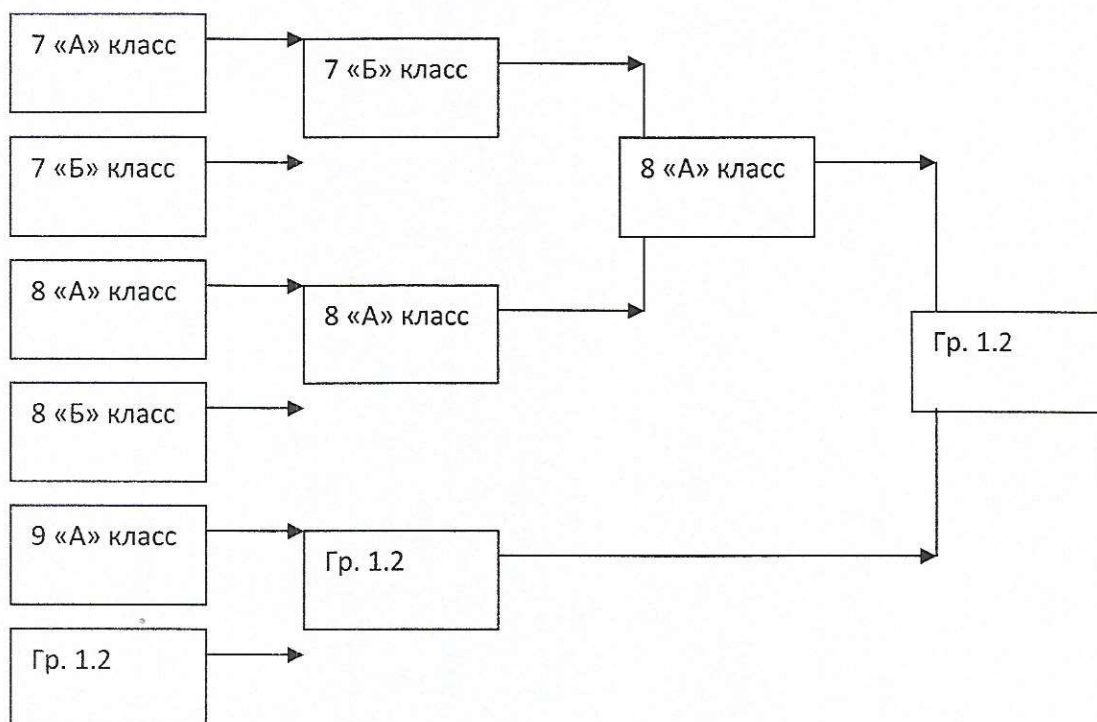 7 «А» класс
7 «Б» класс
7 «Б» класс
8 «А» класс
8 «А» класс
8 «А» класс
Гр. 1.2
8 «Б» класс
9 «А» класс
Гр. 1.2
Гр. 1.2